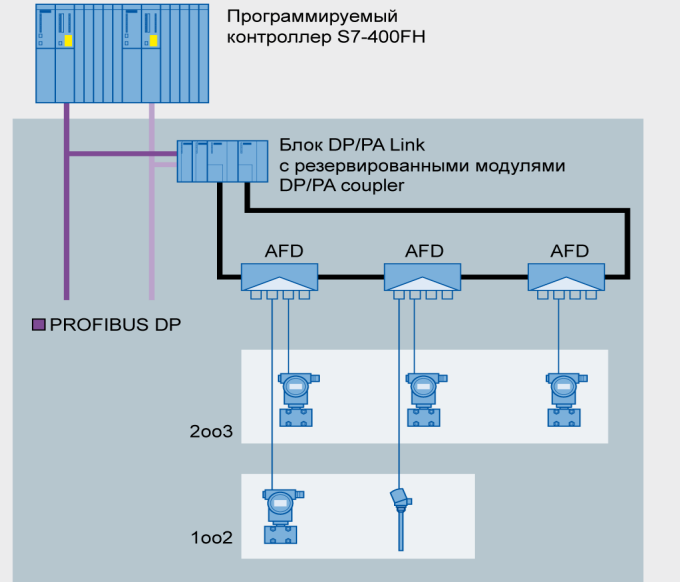 Программируемый
контроллер S7-400FH
Блок DP/PA Link
с резервированными модулями
DP/PA coupler
AFD
AFD
AFD
PROFIBUS DP
2oo3
1oo2